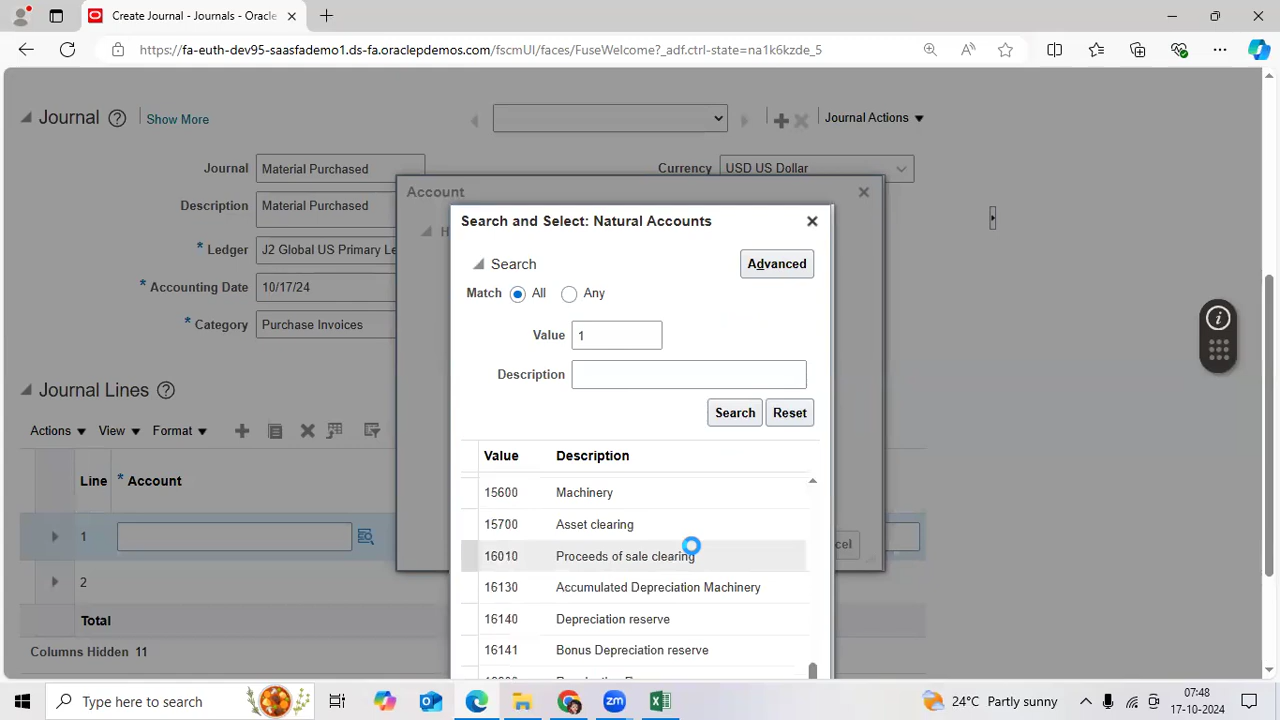 Create Journal - Journals - Oracle
https://fa-euth-dev95-saasfademo1.ds-fa.oraclepdemos.com/fscmUI/faces/FuseWelcome?_adf.ctrl-state=na1k6kzde_5
Journal
Show More
Journal Actions
Journal
Material Purchased
Currency
USD US Dollar
Account
Description
Material Purchased
Search and Select: Natural Accounts
* Ledger
J2 Global US Primary Le
Search
Advanced
* Accounting Date
10/17/24
Match
All
Any
* Category
Purchase Invoices
Value
1
Description
Journal Lines
Search
Reset
Actions
View
Format
Value
Description
Line
* Account
15600
Machinery
15700
Asset clearing
1
16010
Proceeds of sale clearing
2
16130
Accumulated Depreciation Machinery
16140
Depreciation reserve
Total
16141
Bonus Depreciation reserve
Columns Hidden 11
Type here to search
24°C Partly sunny
07:48
17-10-2024